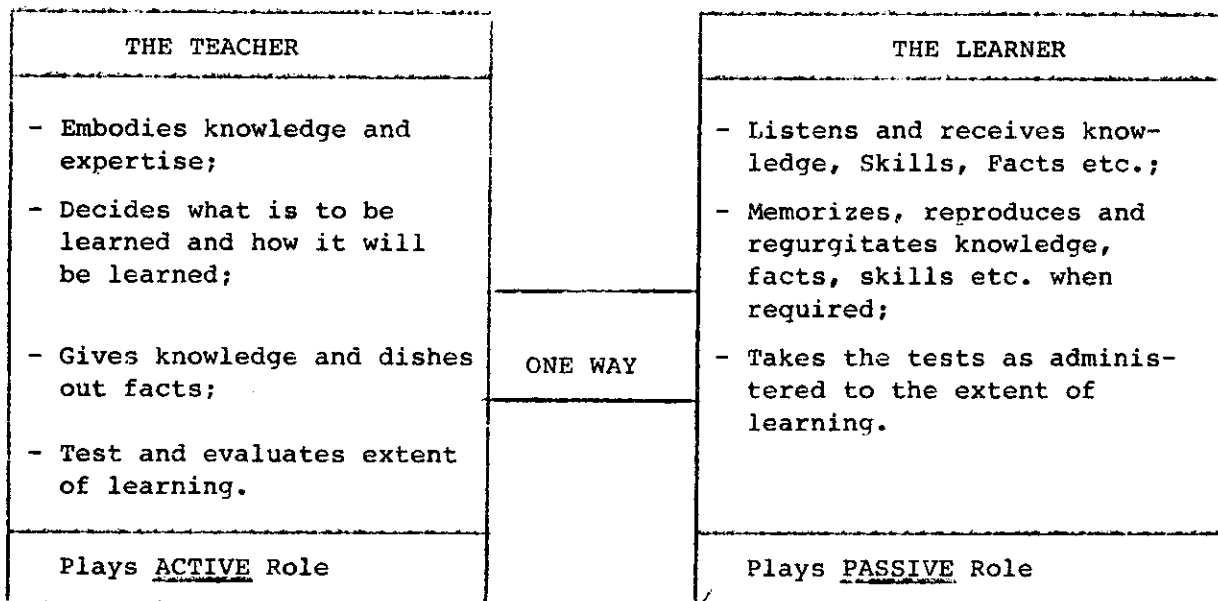 THE TEACHER
- Embodies knowledge and
expertise;
- Decides what is to be
learned and how it will
be learned;
- Gives knowledge and dishes
out facts;
- Test and evaluates extent
of learning.
Plays ACTIVE Role
ONE WAY
THE LEARNER
- Listens and receives know-
ledge, Skills, Facts etc.;
- Memorizes, reproduces and
regurgitates knowledge,
facts, skills etc. when
required;
- Takes the tests as adminis-
tered to the extent of
learning.
Plays PASSIVE Role